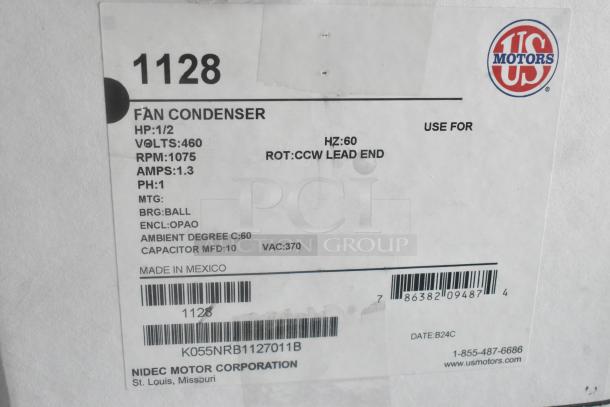 1128
US
MOTORS
®
FAN CONDENSER
HP:1/2
USE FOR
VOLTS:460 HZ:60
RPM:1075 ROT:CCW LEAD END
AMPS:1.3
PH:1
MTG:
BRG:BALL
ENCL:OPAO
AMBIENT DEGREE C:60
CAPACITOR MFD:10 VAC:370
PCI
AUCTION GROUP
MADE IN MEXICO
1128
7 86382 09487 4
K055NRB1127011B
DATE:B24C
NIDEC MOTOR CORPORATION
St. Louis, Missouri
1-855-487-6686
www.usmotors.com